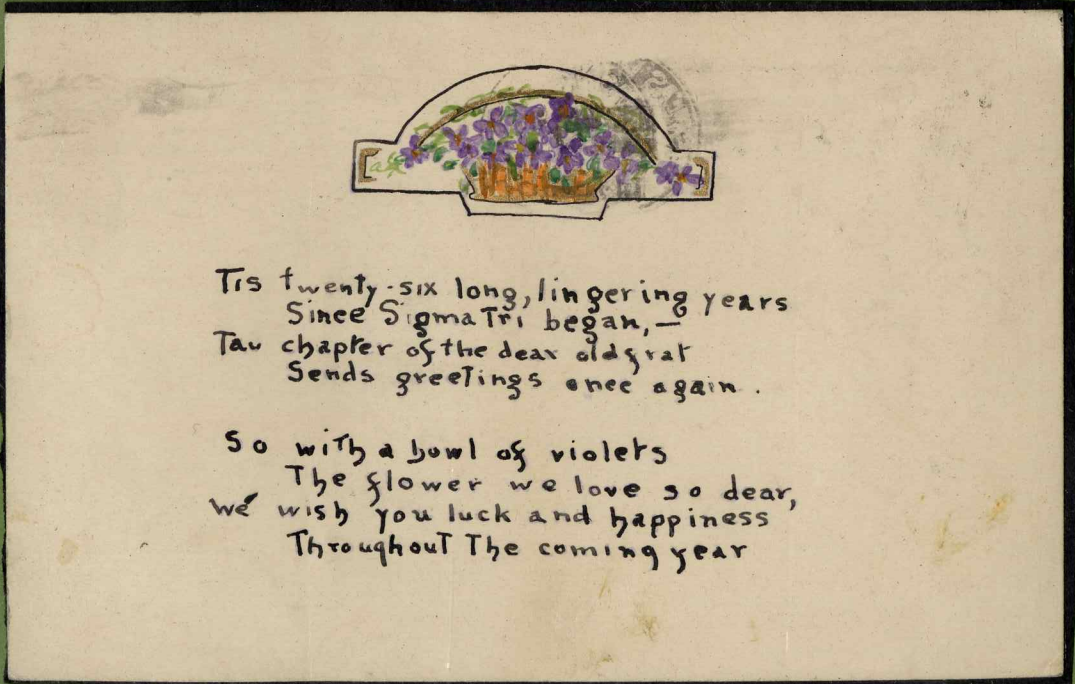 Tis twenty-six long, lingering years
Since Sigma Tri began,—
Tau chapter of the dear old frat
Sends greetings once again.
So with a bowl of violets
The flower we love so dear,
We wish you luck and happiness
Throughout The coming year